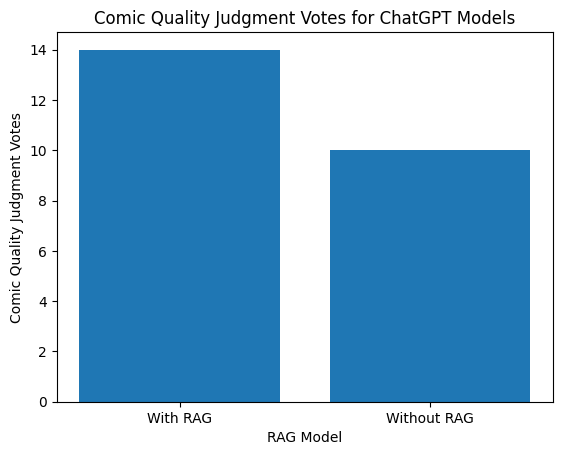 Comic Quality Judgment Votes for ChatGPT Models
Comic Quality Judgment Votes
14
12
10
8
6
4
2
0
With RAG
Without RAG
RAG Model